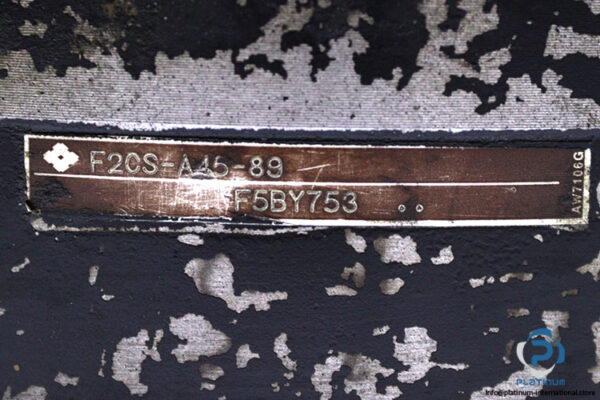 F2CS-A45-89
F5BY753
AW7106G
PLATINUM
info@platinum-international.store